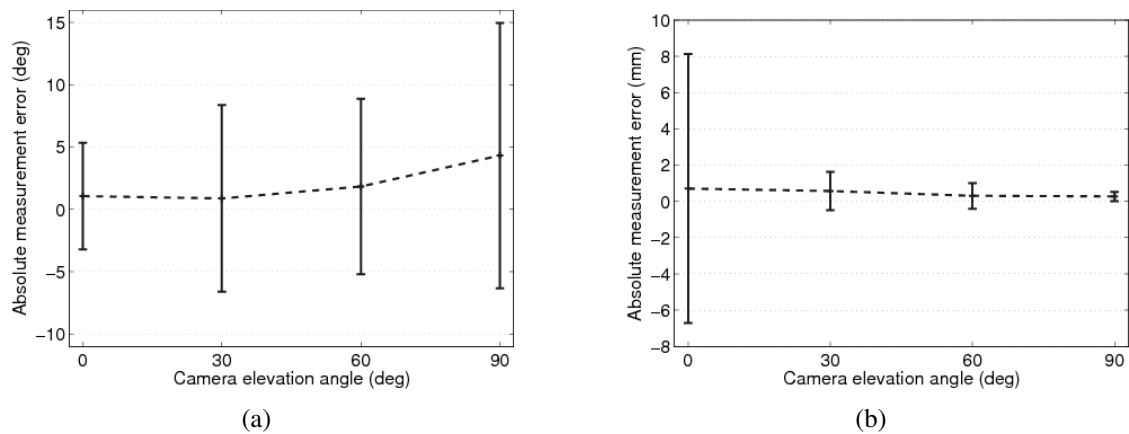 15
10
5
0
−5
−10
Absolute measurement error (deg)
0 30 60 90
Camera elevation angle (deg)
(a)
10
8
6
4
2
0
−2
−4
−6
−8
Absolute measurement error (mm)
0 30 60 90
Camera elevation angle (deg)
(b)